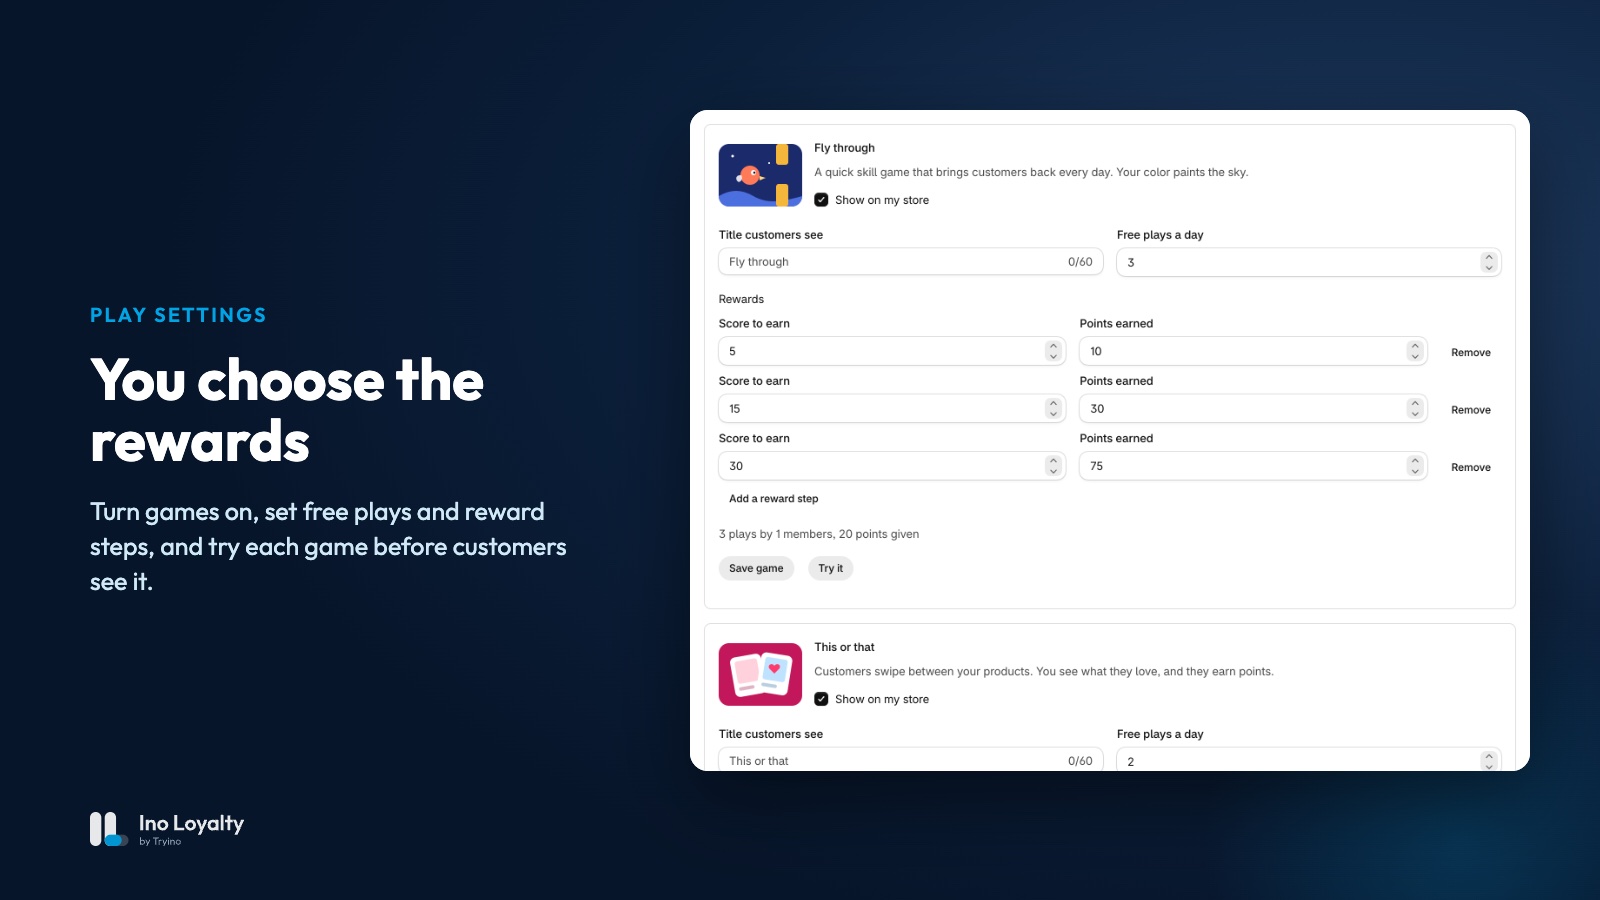 PLAY SETTINGS
You choose the
rewards
Turn games on, set free plays and reward
steps, and try each game before customers
see it.
Ino Loyalty
by Tryino
Fly through
A quick skill game that brings customers back every day. Your color paints the sky.
Show on my store
Title customers see
Free plays a day
Fly through 0/60
3
Rewards
Score to earn
Points earned
5
10
Remove
Score to earn
Points earned
15
30
Remove
Score to earn
Points earned
30
75
Remove
Add a reward step
3 plays by 1 members, 20 points given
Save game
Try it
This or that
Customers swipe between your products. You see what they love, and they earn points.
Show on my store
Title customers see
Free plays a day
This or that 0/60
2